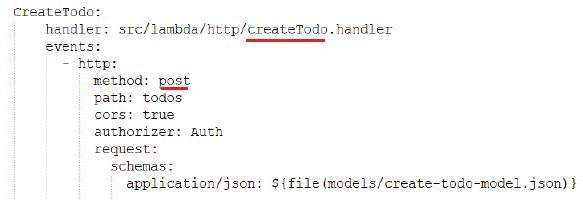 CreateTodo:
handler: src/lambda/http/createTodo.handler
events:
- http:
method: post
path: todos
cors: true
authorizer: Auth
request:
schemas:
application/json: ${file(models/create-todo-model.json)}